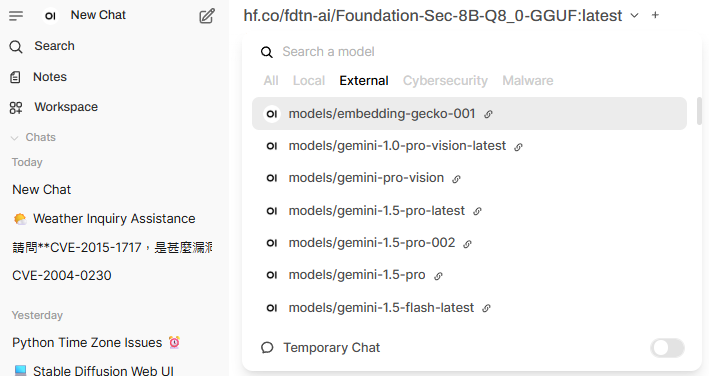 OI New Chat
Search
Notes
Workspace
Chats
Today
New Chat
Weather Inquiry Assistance
請問**CVE-2015-1717，是甚麼漏洞
CVE-2004-0230
Yesterday
Python Time Zone Issues
Stable Diffusion Web UI
hf.co/fdtn-ai/Foundation-Sec-8B-Q8_0-GGUF:latest
Search a model
All Local External Cybersecurity Malware
OI models/embedding-gecko-001
OI models/gemini-1.0-pro-vision-latest
OI models/gemini-pro-vision
OI models/gemini-1.5-pro-latest
OI models/gemini-1.5-pro-002
OI models/gemini-1.5-pro
OI models/gemini-1.5-flash-latest
Temporary Chat